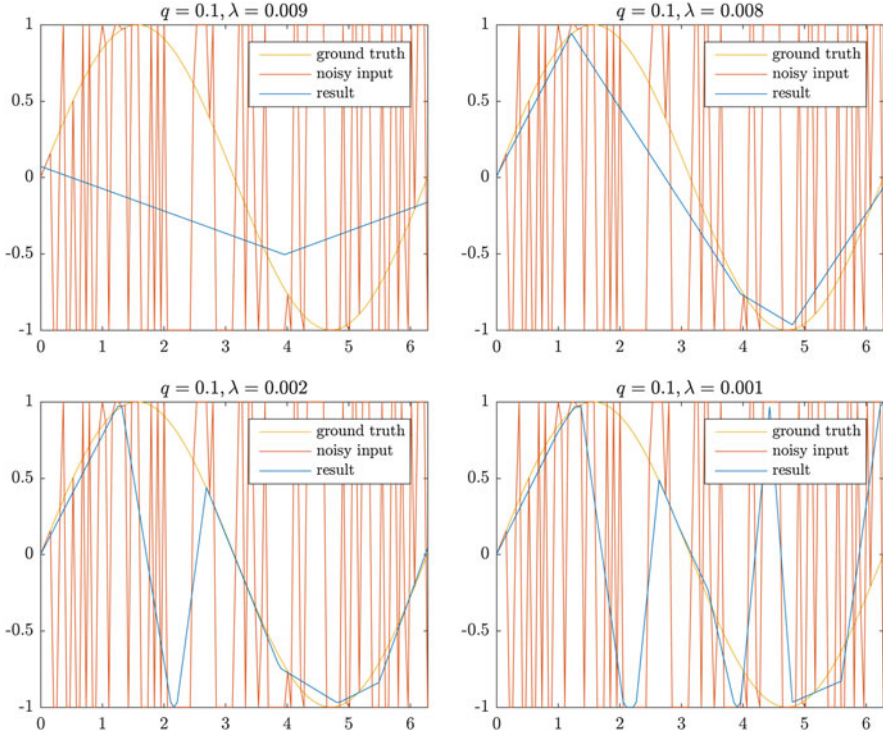 q = 0.1, λ = 0.009
1
0.5
0
-0.5
-1
0 1 2 3 4 5 6
ground truth
noisy input
result
q = 0.1, λ = 0.008
1
0.5
0
-0.5
-1
0 1 2 3 4 5 6
ground truth
noisy input
result
q = 0.1, λ = 0.002
1
0.5
0
-0.5
-1
0 1 2 3 4 5 6
ground truth
noisy input
result
q = 0.1, λ = 0.001
1
0.5
0
-0.5
-1
0 1 2 3 4 5 6
ground truth
noisy input
result